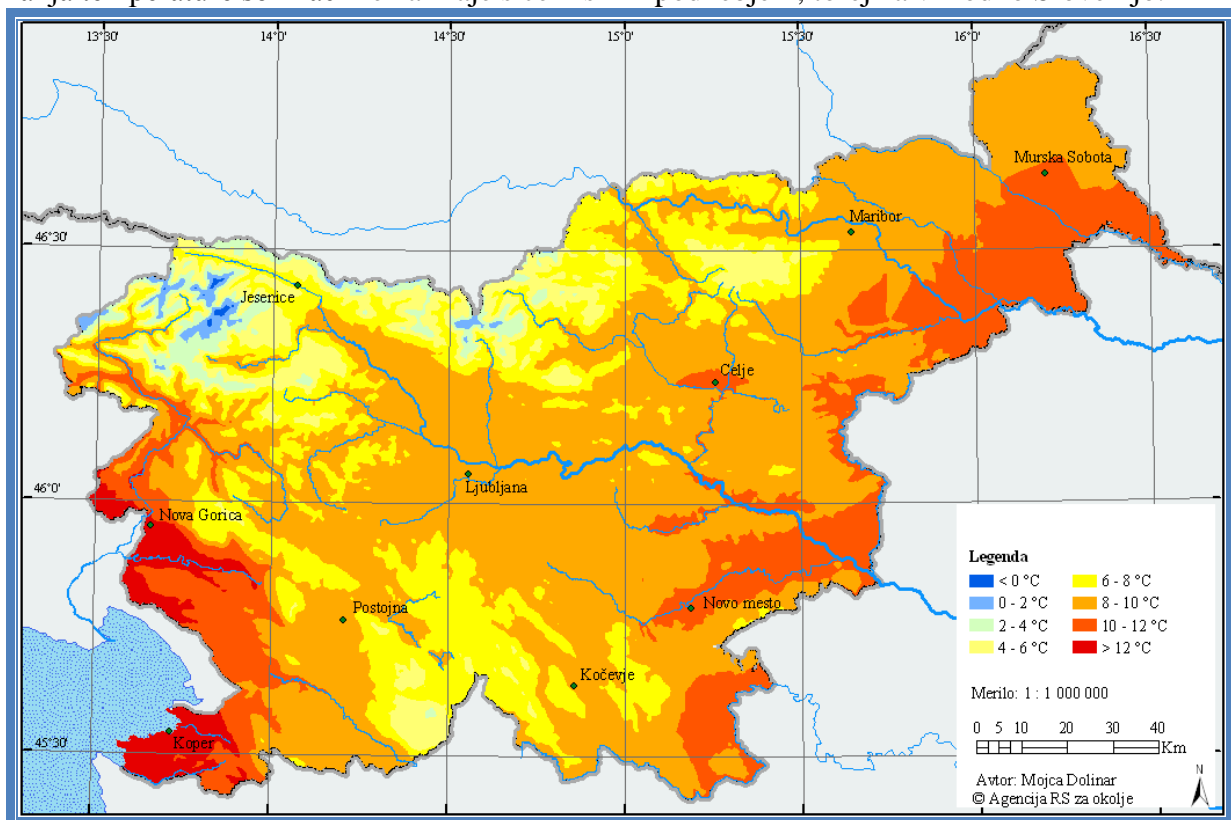 13°30'
14°0'
14°30'
15°0'
15°30'
16°0'
16°30'
Murska Sobota
Maribor
46°30'
Jesenice
Celje
Ljubljana
46°0'
Nova Gorica
Novo mesto
Postojna
Kočevje
Koper
45°30'
Legenda
< 0 °C
0 - 2 °C
2 - 4 °C
4 - 6 °C
6 - 8 °C
8 - 10 °C
10 - 12 °C
> 12 °C
Merilo: 1 : 1 000 000
0 5 10 20 30 40
Km
Avtor: Mojca Dolinar
© Agencija RS za okolje
N